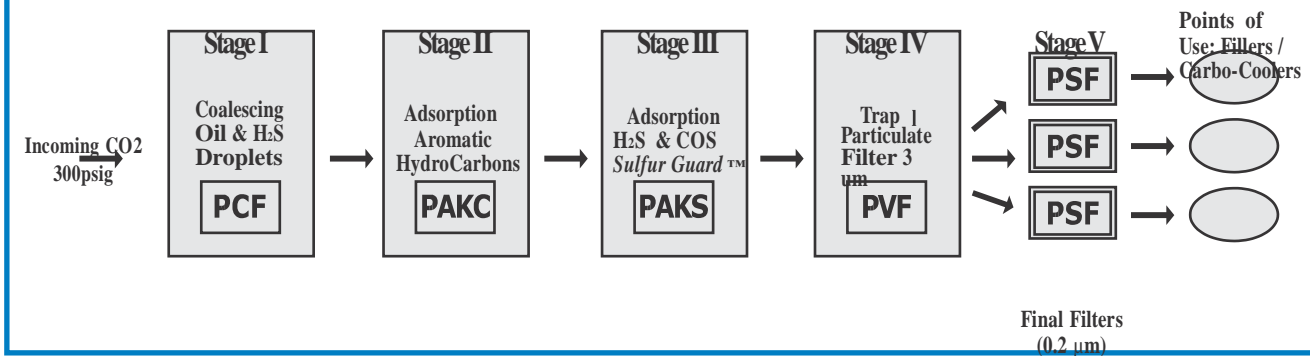 Stage I
Coalescing
Oil & H2S
Droplets
PCF
Stage II
Adsorption
Aromatic
HydroCarbons
PAKC
Stage III
Adsorption
H2S & COS
Sulfur Guard ™
PAKS
Stage IV
Trap
Particulate
Filter 3
um
PVF
Stage V
PSF
PSF
PSF
Points of
Use: Fillers /
Carbo-Coolers
Incoming CO2
300psig
Final Filters
(0.2 µm)